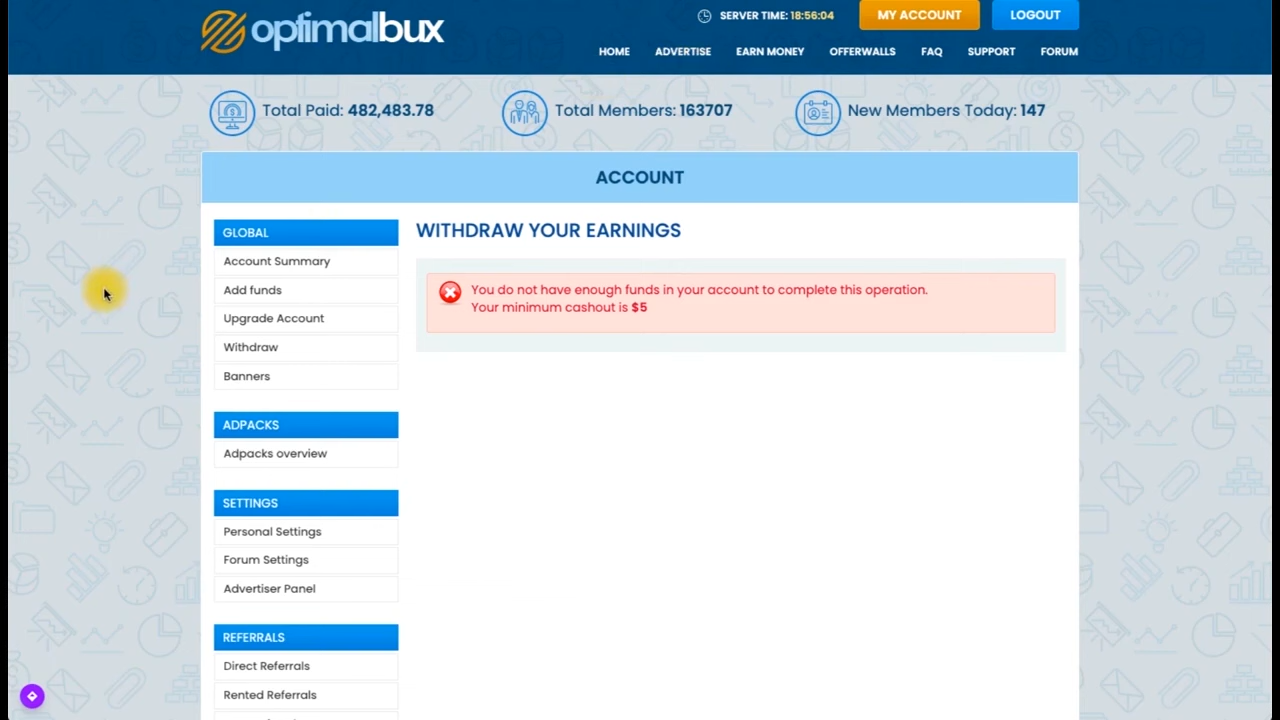 optimalbux
SERVER TIME: 18:56:04
MY ACCOUNT
LOGOUT
HOME
ADVERTISE
EARN MONEY
OFFERWALLS
FAQ
SUPPORT
FORUM
Total Paid: 482,483.78
Total Members: 163707
New Members Today: 147
ACCOUNT
GLOBAL
Account Summary
Add funds
Upgrade Account
Withdraw
Banners
ADPACKS
Adpacks overview
SETTINGS
Personal Settings
Forum Settings
Advertiser Panel
REFERRALS
Direct Referrals
Rented Referrals
WITHDRAW YOUR EARNINGS
You do not have enough funds in your account to complete this operation.
Your minimum cashout is $5